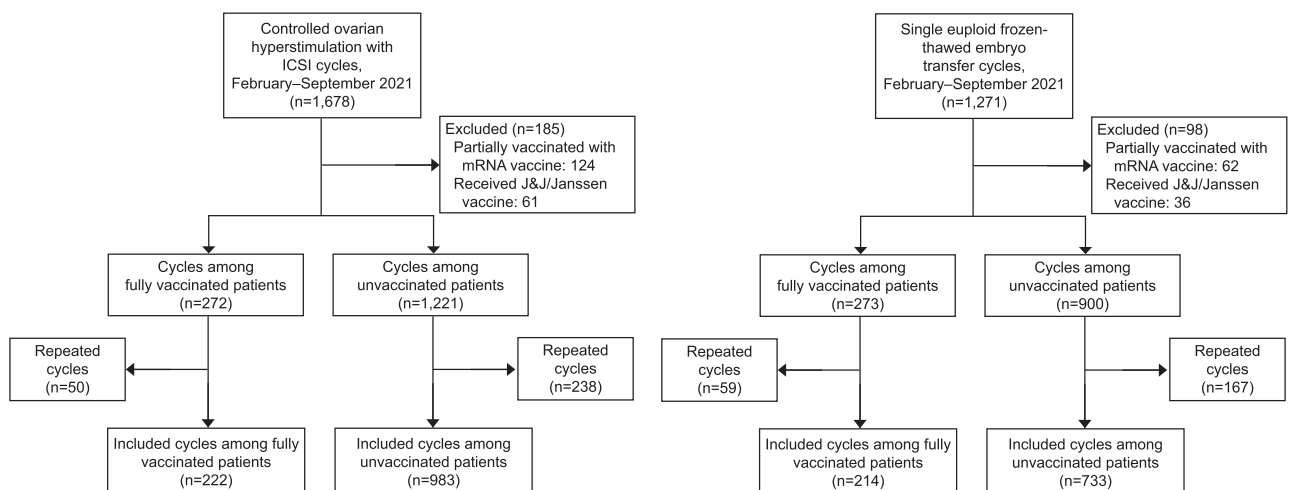 Controlled ovarian
hyperstimulation with
ICSI cycles,
February–September 2021
(n=1,678)
Excluded (n=185)
Partially vaccinated with
mRNA vaccine: 124
Received J&J/Janssen
vaccine: 61
Cycles among
fully vaccinated patients
(n=272)
Cycles among
unvaccinated patients
(n=1,221)
Repeated
cycles
(n=50)
Repeated
cycles
(n=238)
Included cycles among fully
vaccinated patients
(n=222)
Included cycles among
unvaccinated patients
(n=983)
Single euploid frozen-
thawed embryo
transfer cycles,
February–September 2021
(n=1,271)
Excluded (n=98)
Partially vaccinated with
mRNA vaccine: 62
Received J&J/Janssen
vaccine: 36
Cycles among
fully vaccinated patients
(n=273)
Cycles among
unvaccinated patients
(n=900)
Repeated
cycles
(n=59)
Repeated
cycles
(n=167)
Included cycles among fully
vaccinated patients
(n=214)
Included cycles among
unvaccinated patients
(n=733)